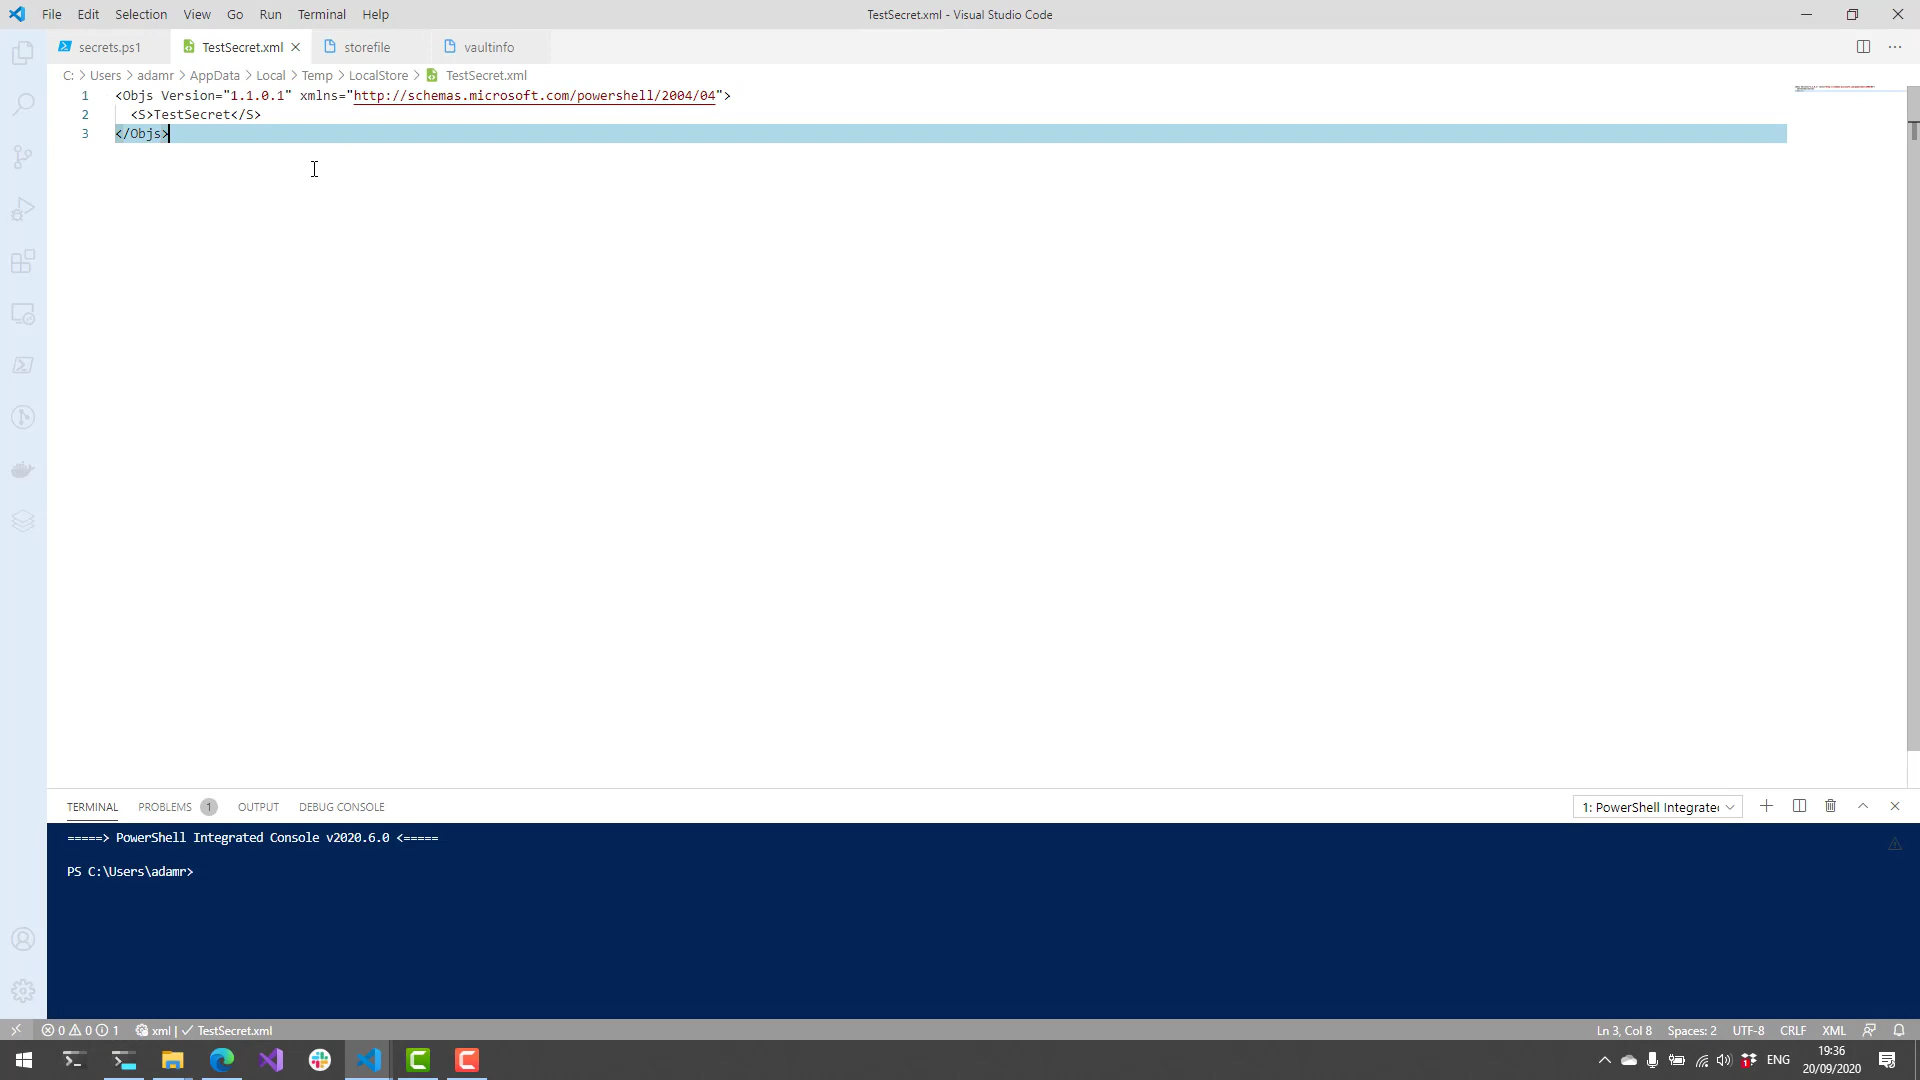 File Edit Selection View Go Run Terminal Help
TestSecret.xml - Visual Studio Code
secrets.ps1 TestSecret.xml storefile vaultinfo
C: > Users > adamr > AppData > Local > Temp > LocalStore > TestSecret.xml
1 <Objs Version="1.1.0.1" xmlns="http://schemas.microsoft.com/powershell/2004/04">
2 <S>TestSecret</S>
3 </Objs>
TERMINAL PROBLEMS 1 OUTPUT DEBUG CONSOLE
1: PowerShell Integrate
=====> PowerShell Integrated Console v2020.6.0 <=====
PS C:\Users\adamr>
0 0 1 xml | ✓ TestSecret.xml
Ln 3, Col 8 Spaces: 2 UTF-8 CRLF XML
1 ENG
19:36
20/09/2020